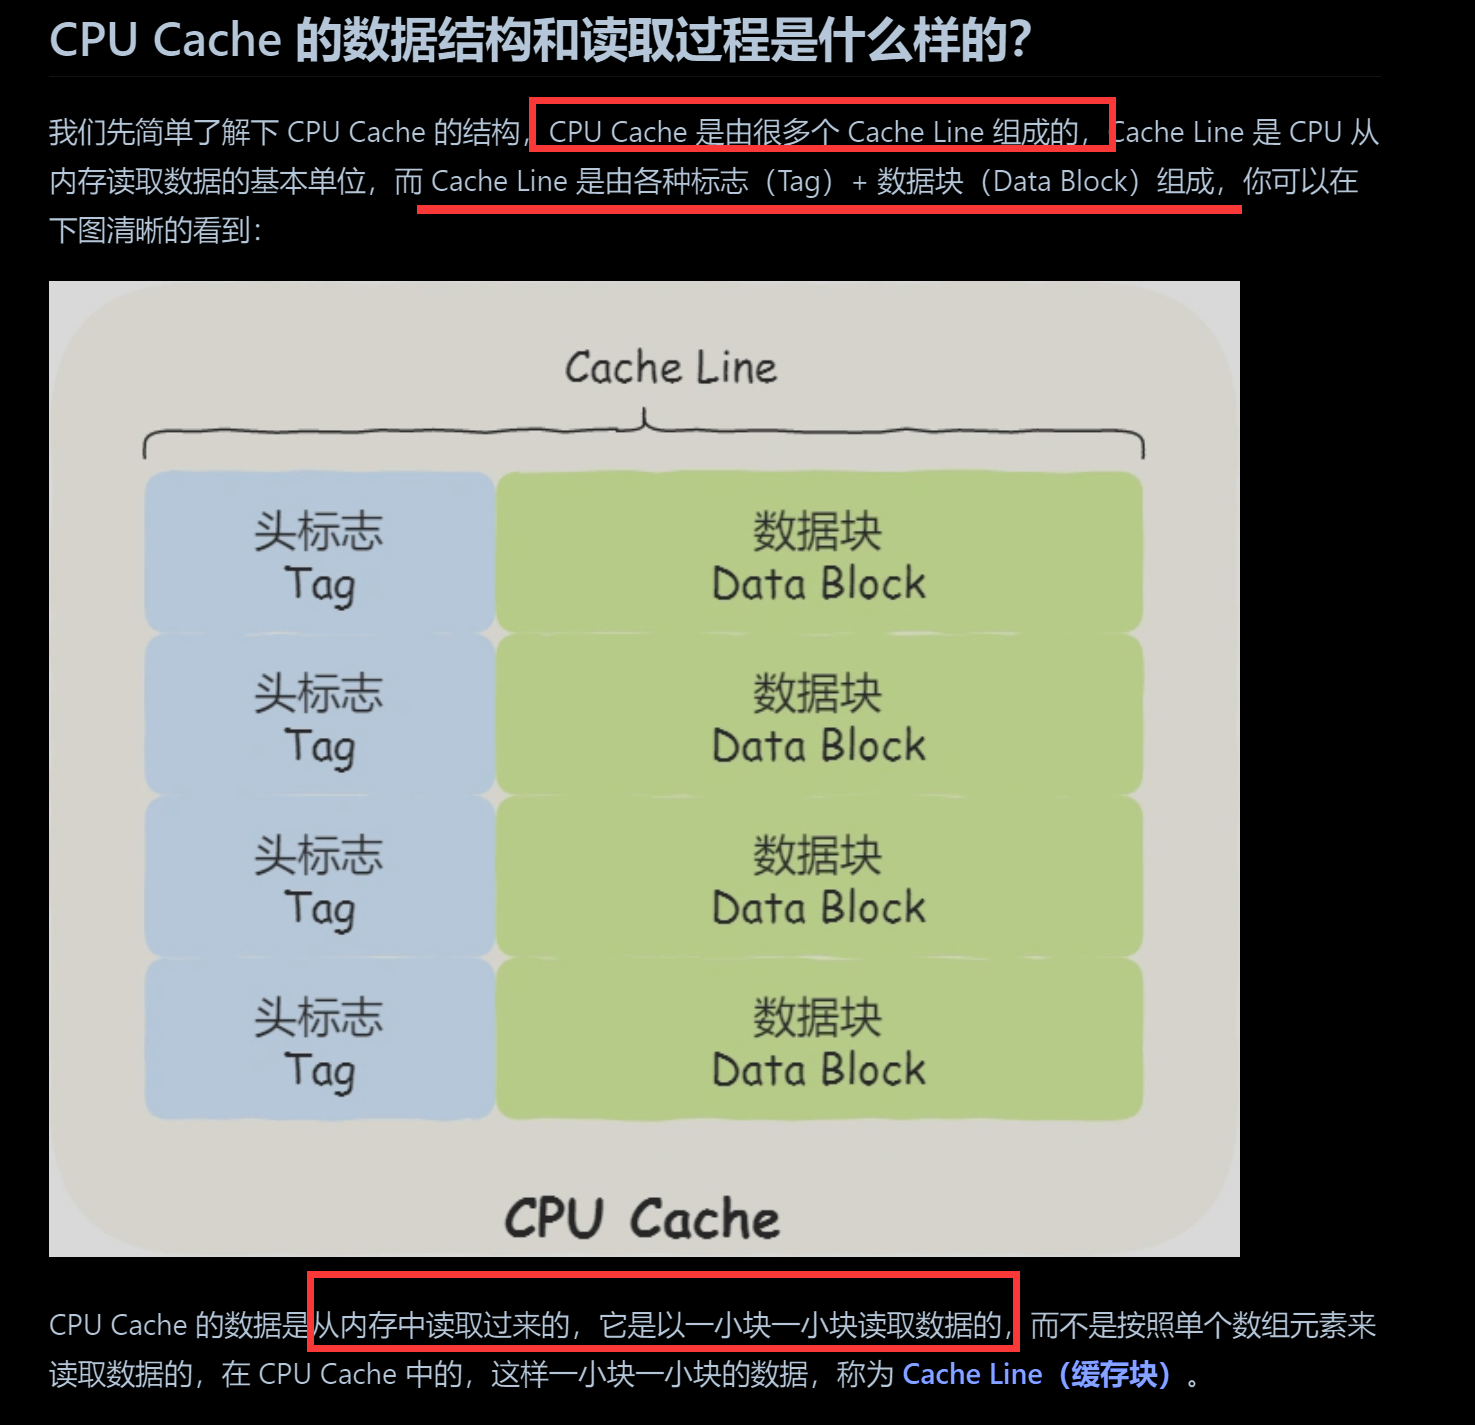 CPU Cache 的数据结构和读取过程是什么样的？
我们先简单了解下 CPU Cache 的结构，CPU Cache 是由很多个 Cache Line 组成的，Cache Line 是 CPU 从
内存读取数据的基本单位，而 Cache Line 是由各种标志（Tag）+ 数据块（Data Block）组成，你可以在
下图清晰的看到：
Cache Line
头标志 数据块
Tag Data Block
头标志 数据块
Tag Data Block
头标志 数据块
Tag Data Block
头标志 数据块
Tag Data Block
CPU Cache
CPU Cache 的数据是从内存中读取过来的，它是以一小块一小块读取数据的，而不是按照单个数组元素来
读取数据的，在 CPU Cache 中的，这样一小块一小块的数据，称为 Cache Line（缓存块）。